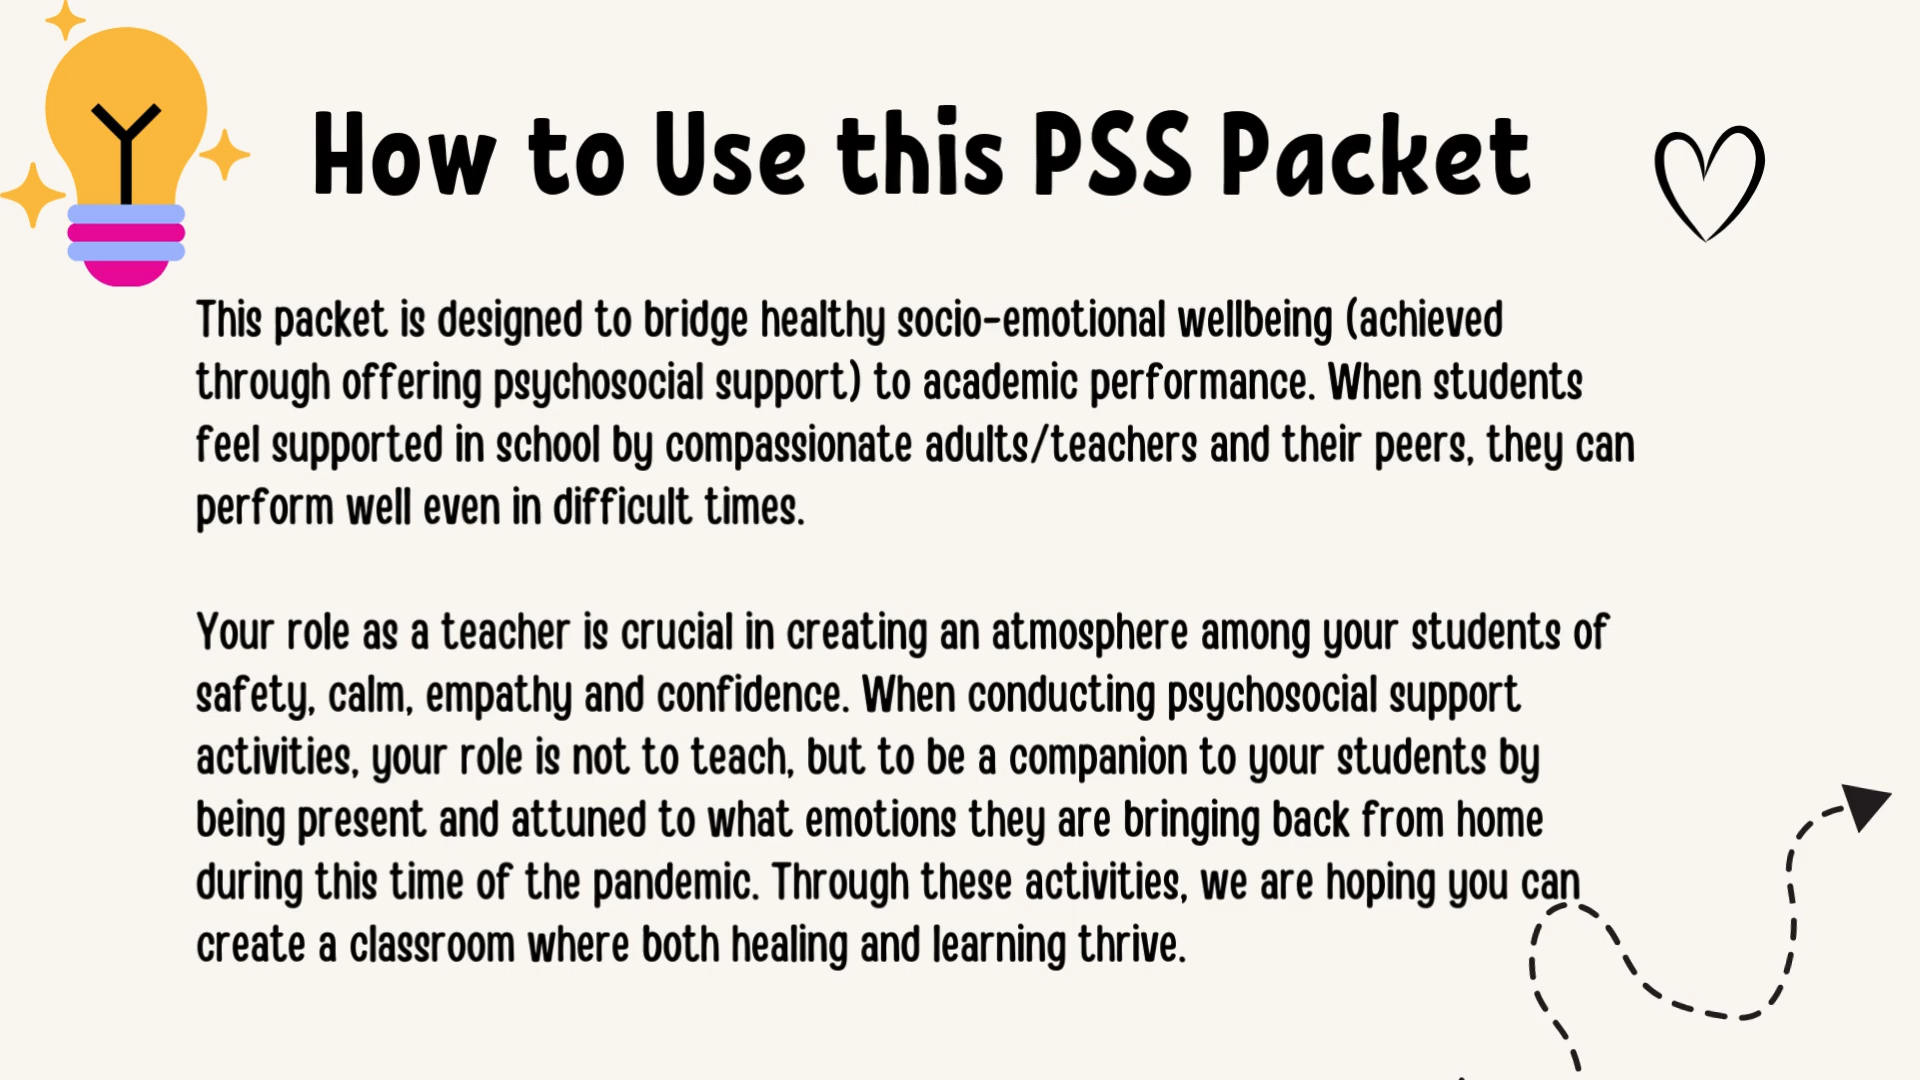 How to Use this PSS Packet
This packet is designed to bridge healthy socio-emotional wellbeing (achieved
through offering psychosocial support) to academic performance. When students
feel supported in school by compassionate adults/teachers and their peers, they can
perform well even in difficult times.
Your role as a teacher is crucial in creating an atmosphere among your students of
safety, calm, empathy and confidence. When conducting psychosocial support
activities, your role is not to teach, but to be a companion to your students by
being present and attuned to what emotions they are bringing back from home
during this time of the pandemic. Through these activities, we are hoping you can
create a classroom where both healing and learning thrive.